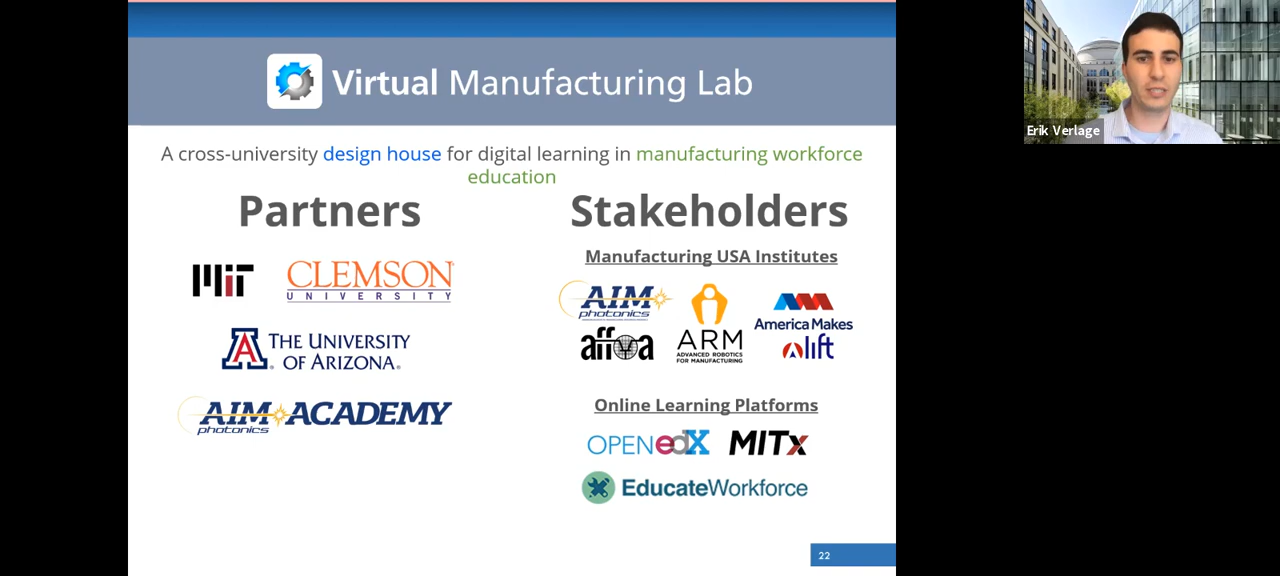 Virtual Manufacturing Lab
Erik Verlage
A cross-university design house for digital learning in manufacturing workforce
education
Partners
Stakeholders
MIT
CLEMSON
UNIVERSITY
THE UNIVERSITY
OF ARIZONA
AIM
photonics
ACADEMY
Manufacturing USA Institutes
AIM
photonics
affoa
ARM
ADVANCED ROBOTICS
FOR MANUFACTURING
America Makes
lift
Online Learning Platforms
OPENedX
MITx
EducateWorkforce
22